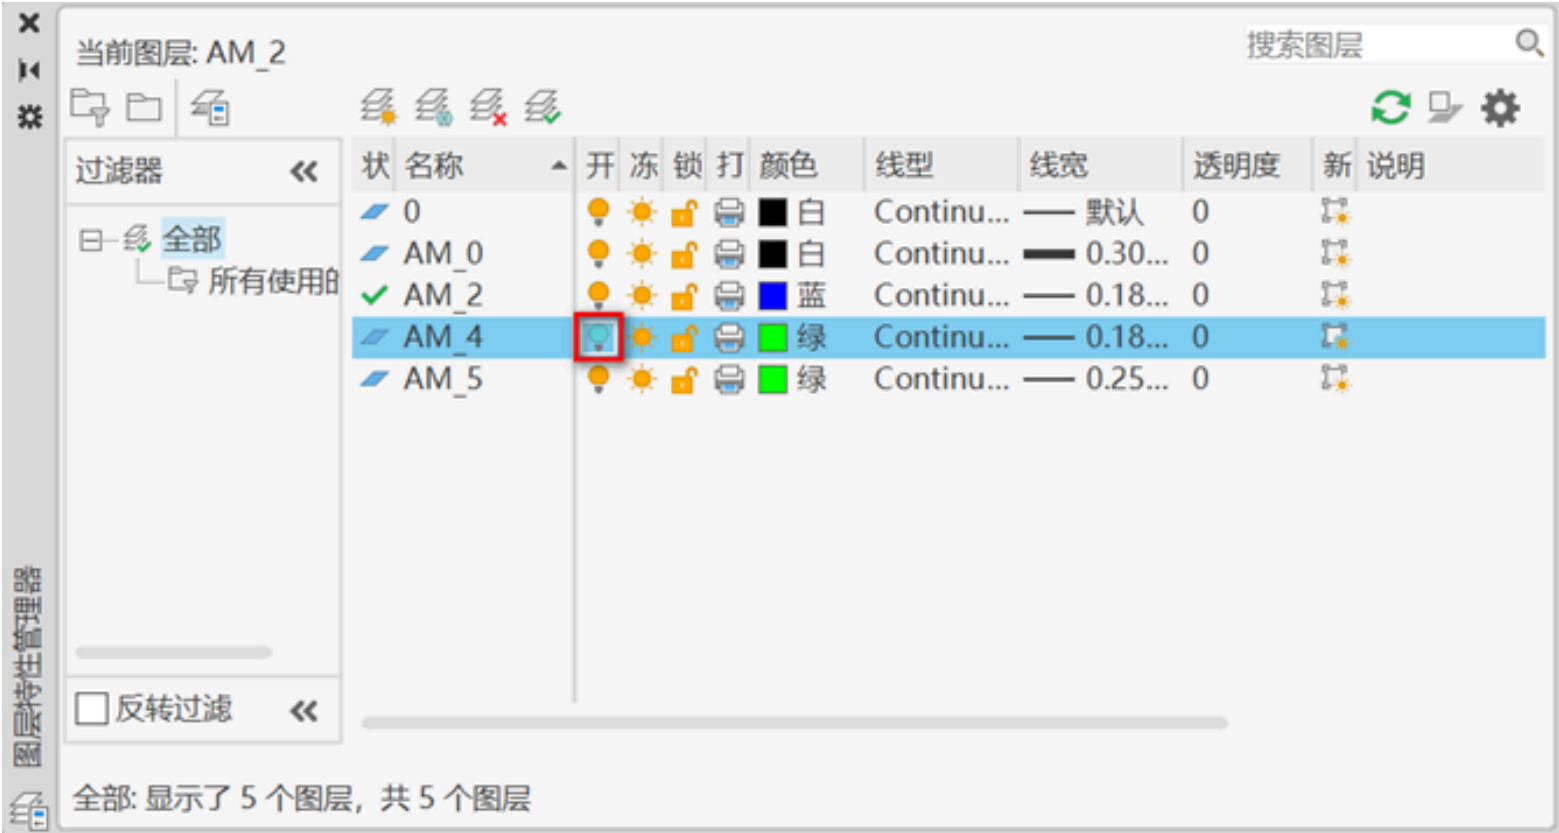 当前图层: AM_2
搜索图层
过滤器
全部
所有使用的
反转过滤
状 名称 开 冻 锁 打 颜色 线型 线宽 透明度 新 说明
0 白 Continu... 默认 0
AM_0 白 Continu... 0.30... 0
AM_2 蓝 Continu... 0.18... 0
AM_4 绿 Continu... 0.18... 0
AM_5 绿 Continu... 0.25... 0
全部: 显示了 5 个图层，共 5 个图层
图层特性管理器